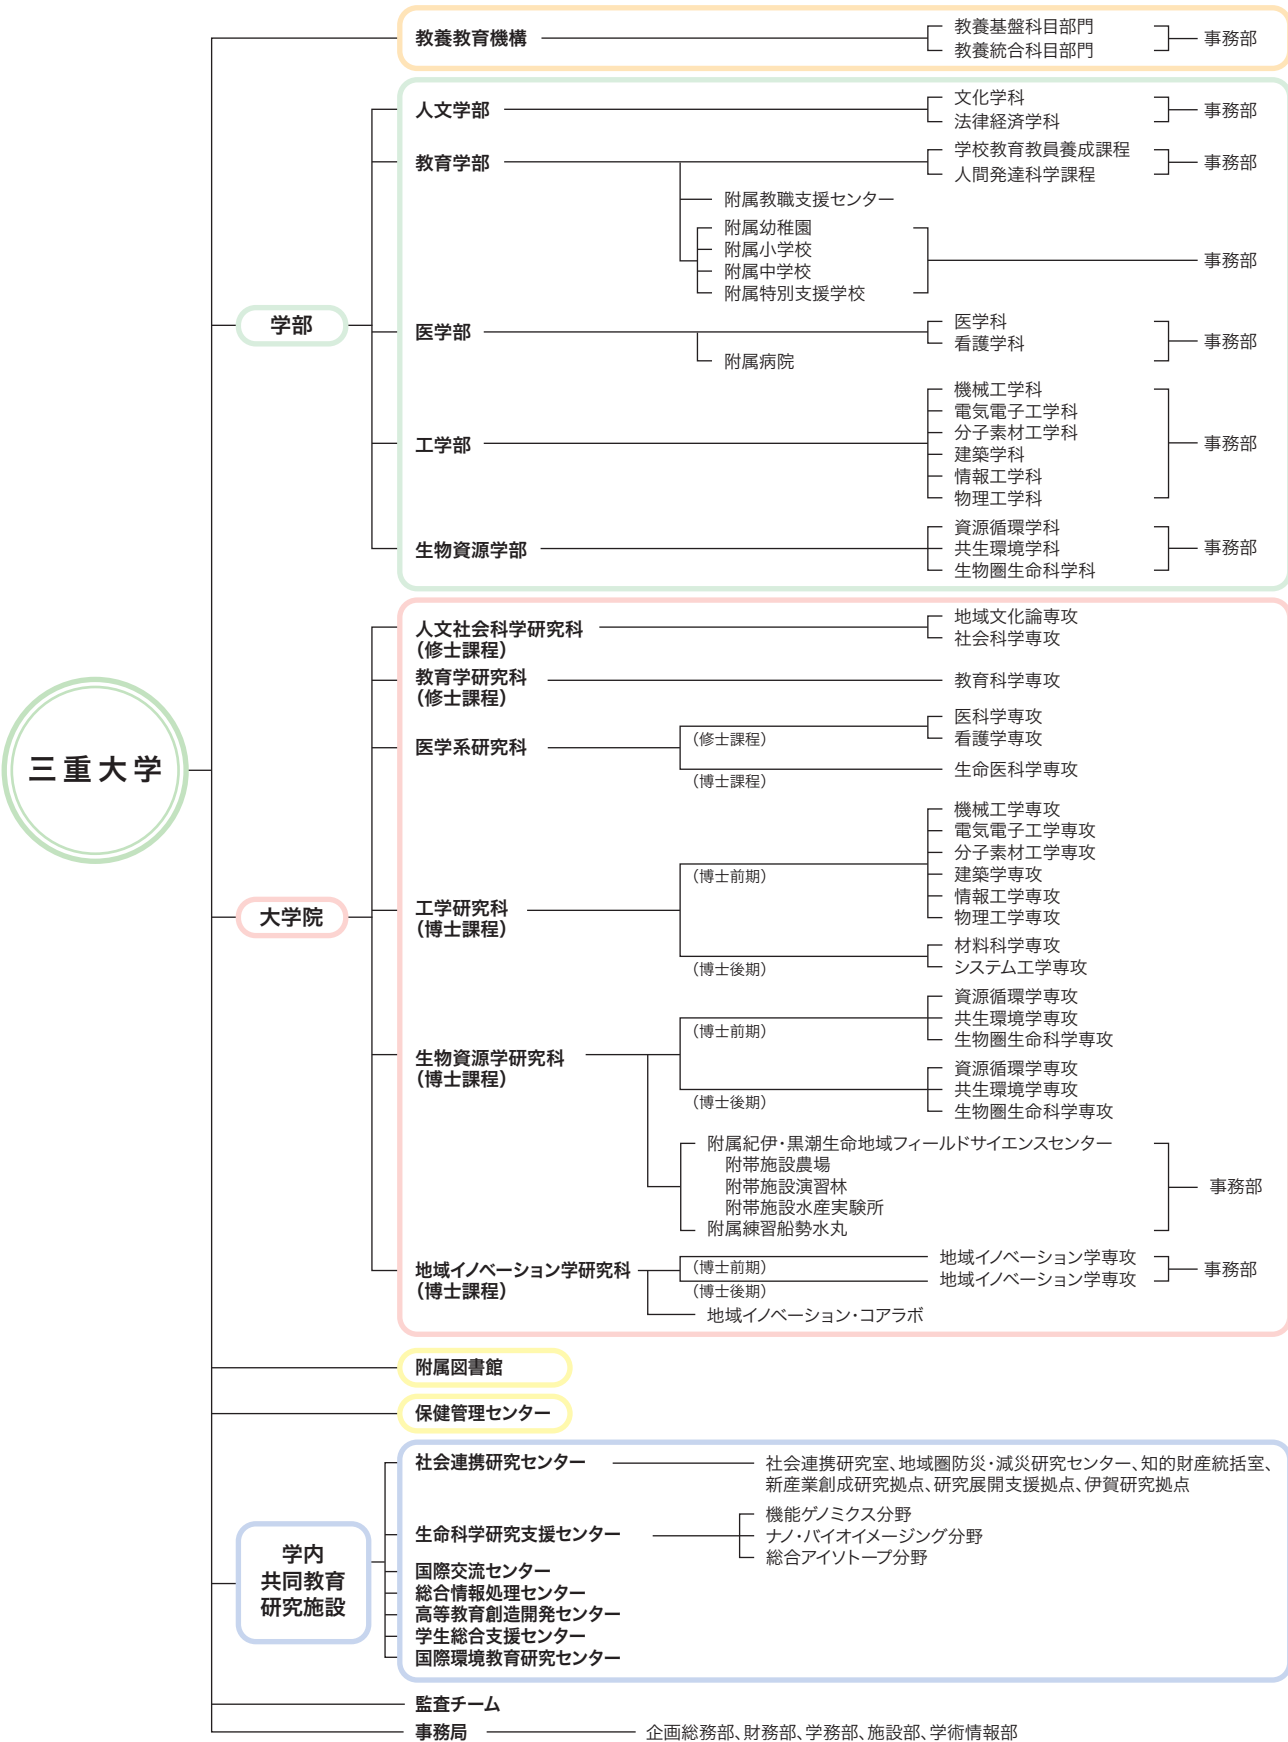 教養教育機構
教養基盤科目部門
教養統合科目部門
事務部
学部
人文学部
文化学科
法律経済学科
事務部
教育学部
学校教育教員養成課程
人間発達科学課程
事務部
附属教職支援センター
附属幼稚園
附属小学校
附属中学校
附属特別支援学校
事務部
医学部
医学科
看護学科
附属病院
事務部
工学部
機械工学科
電気電子工学科
分子素材工学科
建築学科
情報工学科
物理工学科
事務部
生物資源学部
資源循環学科
共生環境学科
生物圏生命科学科
事務部
三重大学
大学院
人文社会科学研究科
（修士課程）
地域文化論専攻
社会科学専攻
教育学研究科
（修士課程）
教育科学専攻
医学系研究科
（修士課程）
医科学専攻
看護学専攻
（博士課程）
生命医科学専攻
工学研究科
（博士課程）
（博士前期）
機械工学専攻
電気電子工学専攻
分子素材工学専攻
建築学専攻
情報工学専攻
物理工学専攻
（博士後期）
材料科学専攻
システム工学専攻
生物資源学研究科
（博士課程）
（博士前期）
資源循環学専攻
共生環境学専攻
生物圏生命科学専攻
（博士後期）
資源循環学専攻
共生環境学専攻
生物圏生命科学専攻
附属紀伊・黒潮生命地域フィールドサイエンスセンター
附帯施設農場
附帯施設演習林
附帯施設水産実験所
附属練習船勢水丸
事務部
地域イノベーション学研究科
（博士課程）
（博士前期）
地域イノベーション学専攻
（博士後期）
地域イノベーション学専攻
事務部
地域イノベーション・コアラボ
附属図書館
保健管理センター
学内
共同教育
研究施設
社会連携研究センター
社会連携研究室、地域圏防災・減災研究センター、知的財産統括室、
新産業創成研究拠点、研究展開支援拠点、伊賀研究拠点
生命科学研究支援センター
機能ゲノミクス分野
ナノ・バイオイメージング分野
総合アイソトープ分野
国際交流センター
総合情報処理センター
高等教育創造開発センター
学生総合支援センター
国際環境教育研究センター
監査チーム
事務局
企画総務部、財務部、学務部、施設部、学術情報部